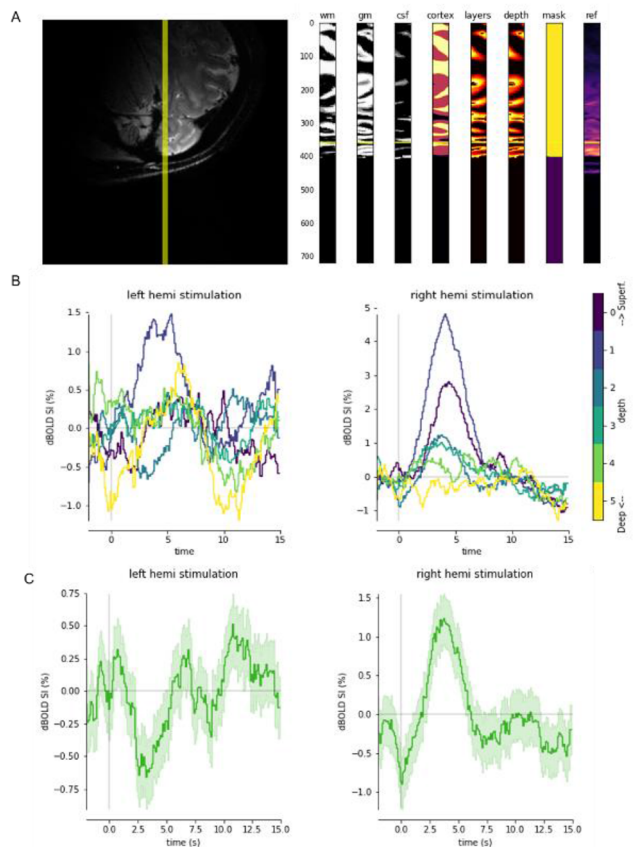 A
wm gm csf cortex layers depth mask ref
0
100
200
300
400
500
600
700
B
left hemi stimulation
right hemi stimulation
dBOLD SI (%)
1.5
1.0
0.5
0.0
−0.5
−1.0
0 5 10 15
time
dBOLD SI (%)
5
4
3
2
1
0
−1
0 5 10 15
time
0
1
2
3
4
5
Deep <-- depth --> Superf.
C
left hemi stimulation
right hemi stimulation
dBOLD SI (%)
0.75
0.50
0.25
0.00
−0.25
−0.50
−0.75
0.0 2.5 5.0 7.5 10.0 12.5 15.0
time (s)
dBOLD SI (%)
1.5
1.0
0.5
0.0
−0.5
−1.0
0.0 2.5 5.0 7.5 10.0 12.5 15.0
time (s)